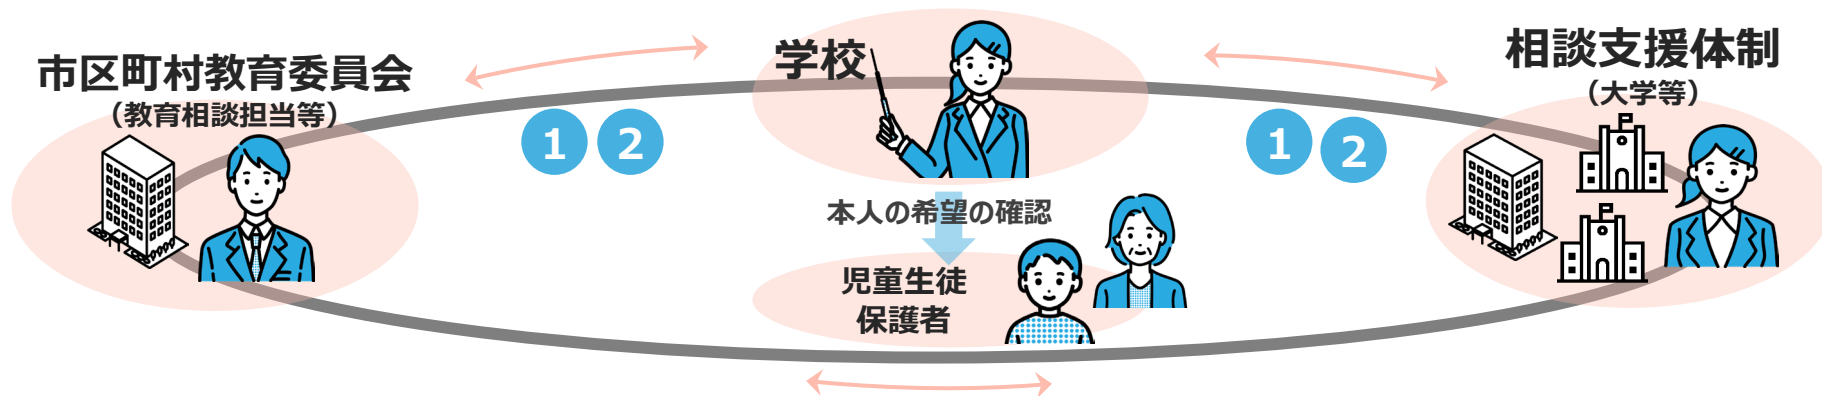 市区町村教育委員会
（教育相談担当等）
1 2
学校
1 2
相談支援体制
（大学等）
本人の希望の確認
児童生徒
保護者